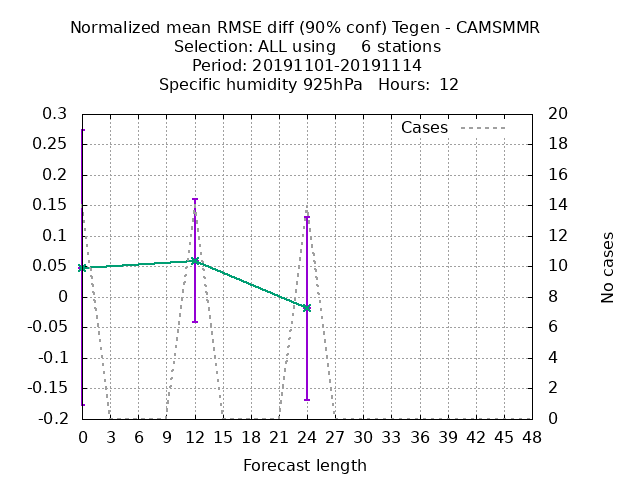 Normalized mean RMSE diff (90% conf) Tegen - CAMSMMR
Selection: ALL using     6 stations
Period: 20191101-20191114
Specific humidity 925hPa   Hours:  12
Cases
0.3
0.25
0.2
0.15
0.1
0.05
0
-0.05
-0.1
-0.15
-0.2
20
18
16
14
12
10
8
6
4
2
0
No cases
0 3 6 9 12 15 18 21 24 27 30 33 36 39 42 45 48
Forecast length